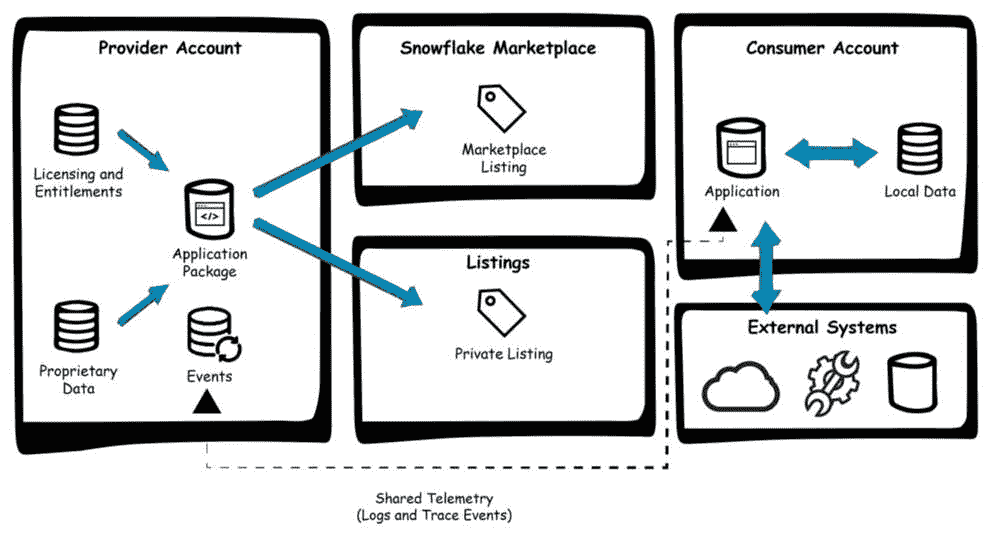 Provider Account
Licensing and
Entitlements
</>
Application
Package
Proprietary
Data
Events
Snowflake Marketplace
Marketplace
Listing
Listings
Private Listing
Consumer Account
Application
Local Data
External Systems
Shared Telemetry
(Logs and Trace Events)